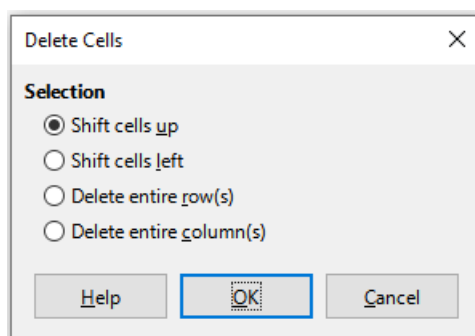 Delete Cells
Selection
Shift cells up
Shift cells left
Delete entire row(s)
Delete entire column(s)
Help OK Cancel